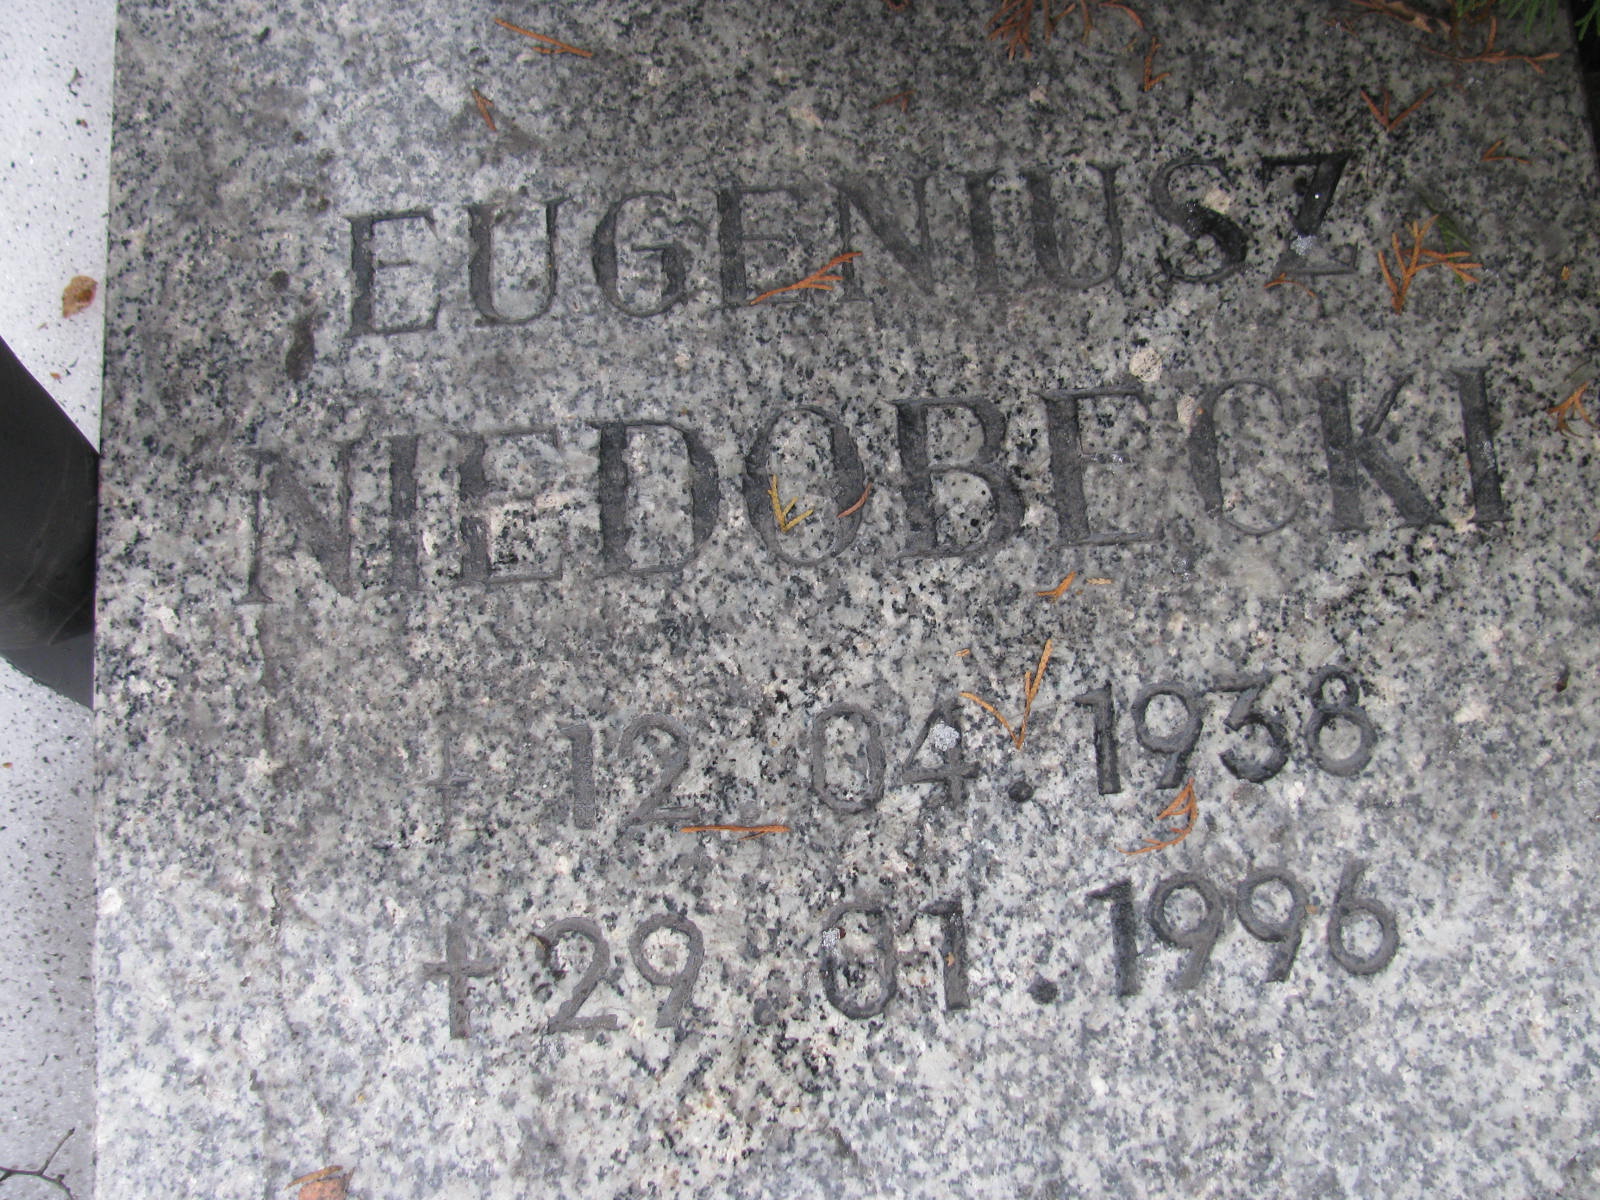 EUGENIUSZ
NIEDOBECKI
+ 12.04.1938
+ 29.01.1996